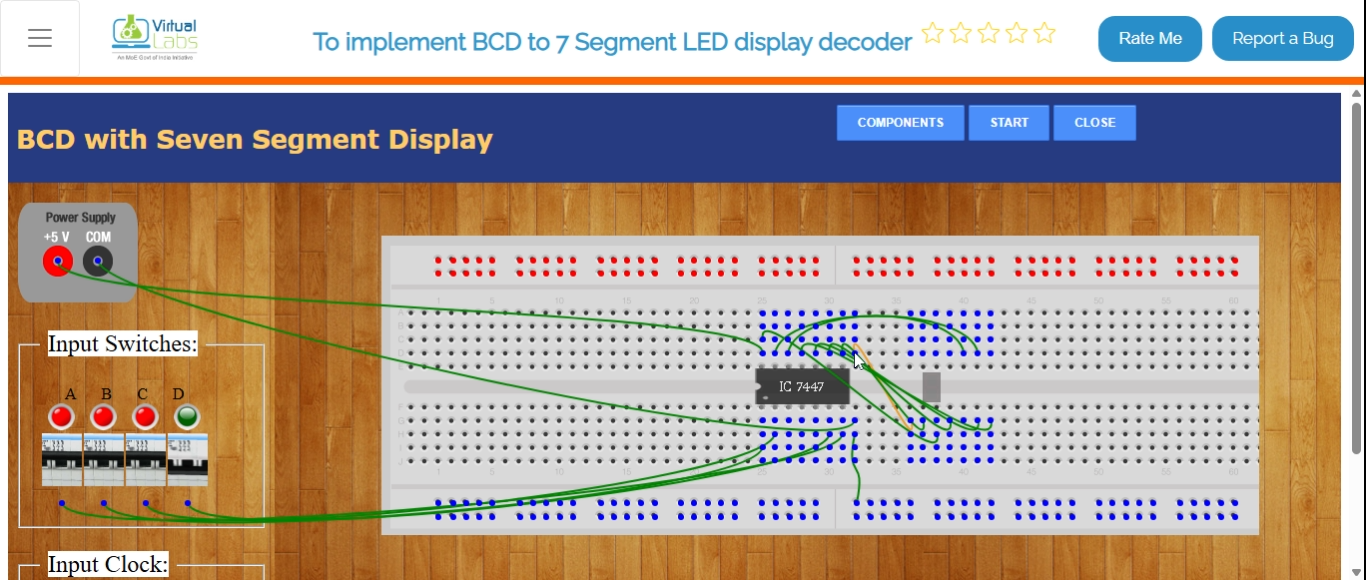 Virtual
Labs
An MoE Govt of India Initiative
To implement BCD to 7 Segment LED display decoder
Rate Me
Report a Bug
BCD with Seven Segment Display
COMPONENTS
START
CLOSE
Power Supply
+5 V COM
Input Switches:
A B C D
1 5 10 15 20 25 30 35 40 45 50 55 60
A
B
C
D
E
IC 7447
F
G
H
I
J
1 5 10 15 20 25 30 35 40 45 50 55 60
Input Clock: